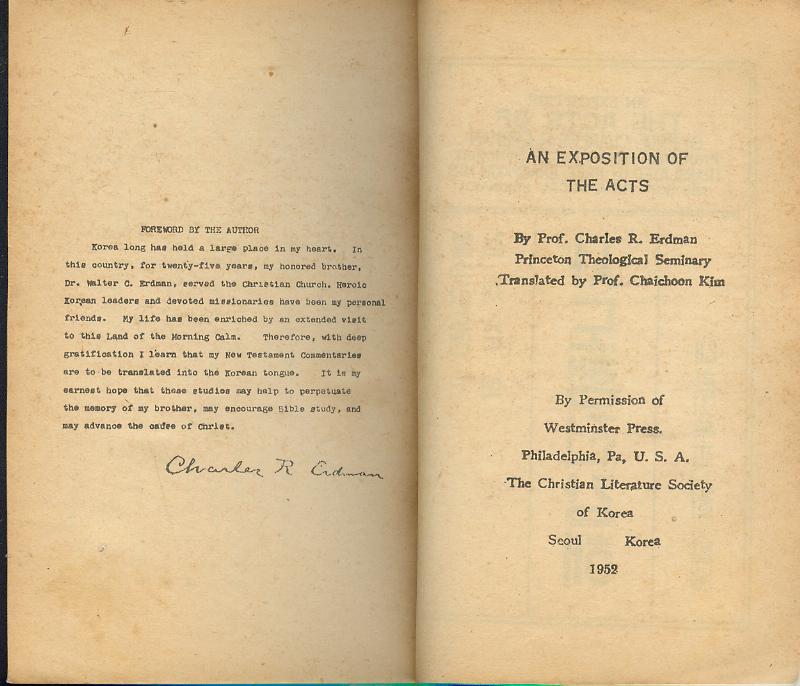 FOREWORD BY THE AUTHOR
Korea long has held a large place in my heart. In
this country, for twenty-five years, my honored brother,
Dr. Walter C. Erdman, served the Christian Church. Heroic
Korean leaders and devoted missionaries have been my personal
friends. My life has been enriched by an extended visit
to this Land of the Morning Calm. Therefore, with deep
gratification I learn that my New Testament Commentaries
are to be translated into the Korean tongue. It is my
earnest hope that these studies may help to perpetuate
the memory of my brother, may encourage Bible study, and
may advance the cause of Christ.
Charles R Erdman
AN EXPOSITION OF
THE ACTS
By Prof. Charles R. Erdman
Princeton Theological Seminary
Translated by Prof. Chaichoon Kim
By Permission of
Westminster Press.
Philadelphia, Pa, U. S. A.
The Christian Literature Society
of Korea
Seoul Korea
1952